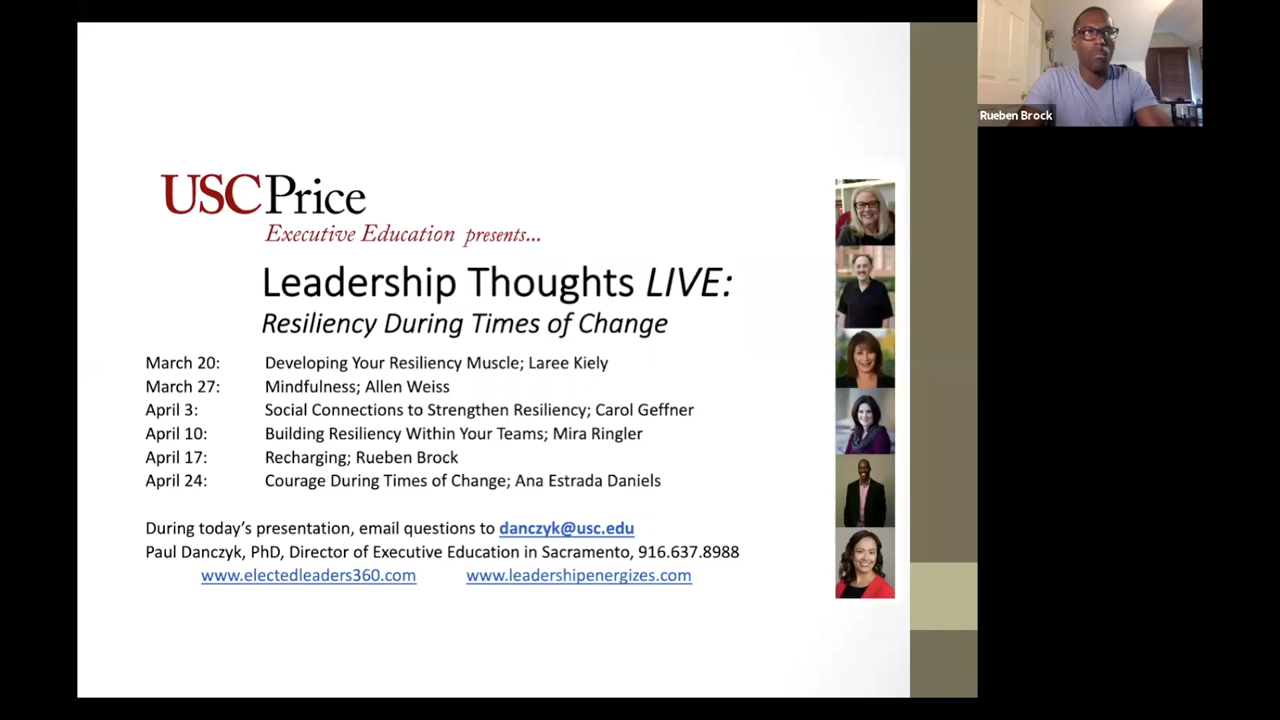 USC Price
Executive Education presents...
Leadership Thoughts LIVE:
Resiliency During Times of Change
March 20: Developing Your Resiliency Muscle; Laree Kiely
March 27: Mindfulness; Allen Weiss
April 3: Social Connections to Strengthen Resiliency; Carol Geffner
April 10: Building Resiliency Within Your Teams; Mira Ringler
April 17: Recharging; Rueben Brock
April 24: Courage During Times of Change; Ana Estrada Daniels
During today's presentation, email questions to danczyk@usc.edu
Paul Danczyk, PhD, Director of Executive Education in Sacramento, 916.637.8988
www.electedleaders360.com www.leadershipenergizes.com
Rueben Brock